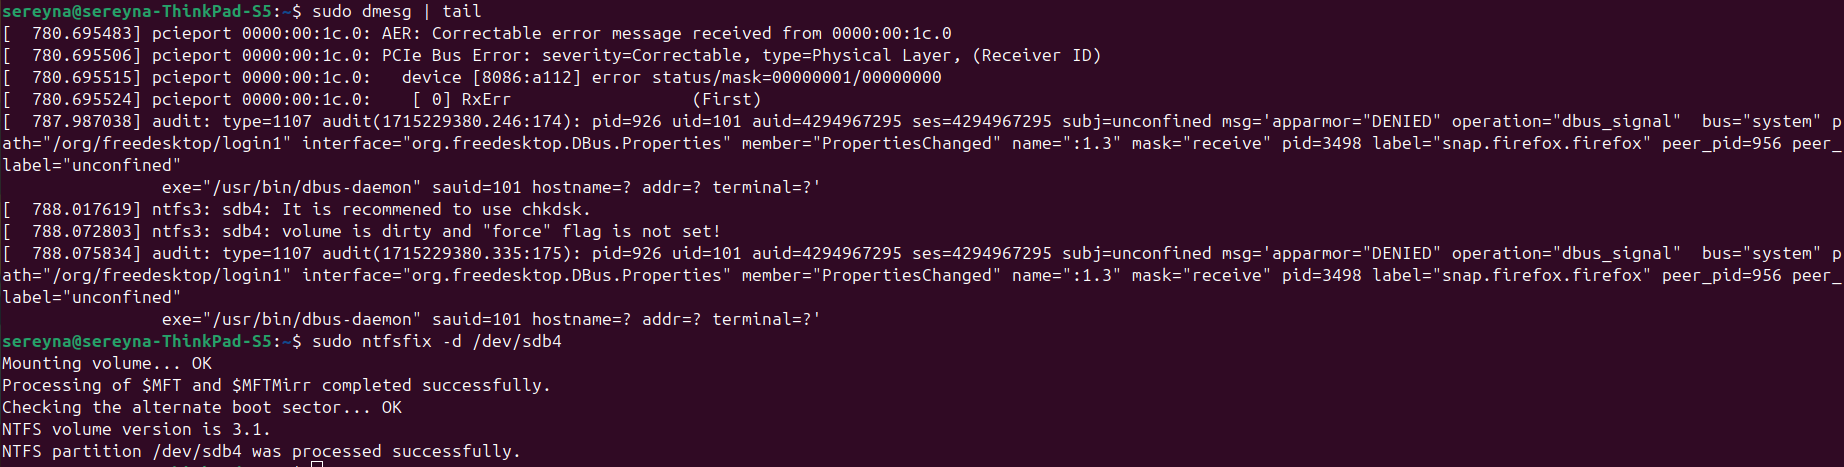 sereyna@sereyna-ThinkPad-S5:~$ sudo dmesg | tail
[  780.695483] pcieport 0000:00:1c.0: AER: Correctable error message received from 0000:00:1c.0
[  780.695506] pcieport 0000:00:1c.0: PCIe Bus Error: severity=Correctable, type=Physical Layer, (Receiver ID)
[  780.695515] pcieport 0000:00:1c.0:   device [8086:a112] error status/mask=00000001/00000000
[  780.695524] pcieport 0000:00:1c.0:    [ 0] RxErr                  (First)
[  787.987038] audit: type=1107 audit(1715229380.246:174): pid=926 uid=101 auid=4294967295 ses=4294967295 subj=unconfined msg='apparmor="DENIED" operation="dbus_signal"  bus="system" p
ath="/org/freedesktop/login1" interface="org.freedesktop.DBus.Properties" member="PropertiesChanged" name=":1.3" mask="receive" pid=3498 label="snap.firefox.firefox" peer_pid=956 peer_
label="unconfined"
                exe="/usr/bin/dbus-daemon" sauid=101 hostname=? addr=? terminal=?'
[  788.017619] ntfs3: sdb4: It is recommened to use chkdsk.
[  788.072803] ntfs3: sdb4: volume is dirty and "force" flag is not set!
[  788.075834] audit: type=1107 audit(1715229380.335:175): pid=926 uid=101 auid=4294967295 ses=4294967295 subj=unconfined msg='apparmor="DENIED" operation="dbus_signal"  bus="system" p
ath="/org/freedesktop/login1" interface="org.freedesktop.DBus.Properties" member="PropertiesChanged" name=":1.3" mask="receive" pid=3498 label="snap.firefox.firefox" peer_pid=956 peer_
label="unconfined"
                exe="/usr/bin/dbus-daemon" sauid=101 hostname=? addr=? terminal=?'
sereyna@sereyna-ThinkPad-S5:~$ sudo ntfsfix -d /dev/sdb4
Mounting volume... OK
Processing of $MFT and $MFTMirr completed successfully.
Checking the alternate boot sector... OK
NTFS volume version is 3.1.
NTFS partition /dev/sdb4 was processed successfully.